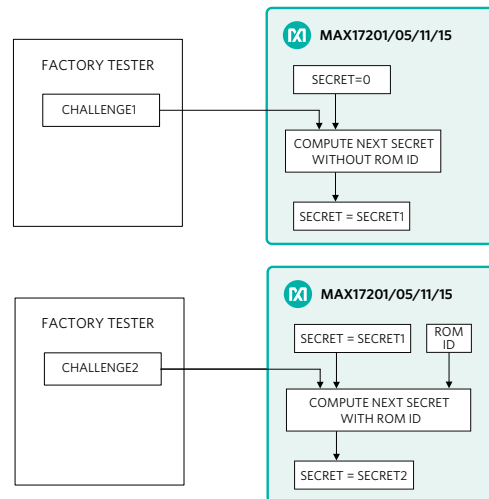 MAX17201/05/11/15
FACTORY TESTER
SECRET=0
CHALLENGE1
COMPUTE NEXT SECRET
WITHOUT ROM ID
SECRET = SECRET1
MAX17201/05/11/15
FACTORY TESTER
SECRET = SECRET1
ROM
ID
CHALLENGE2
COMPUTE NEXT SECRET
WITH ROM ID
SECRET = SECRET2